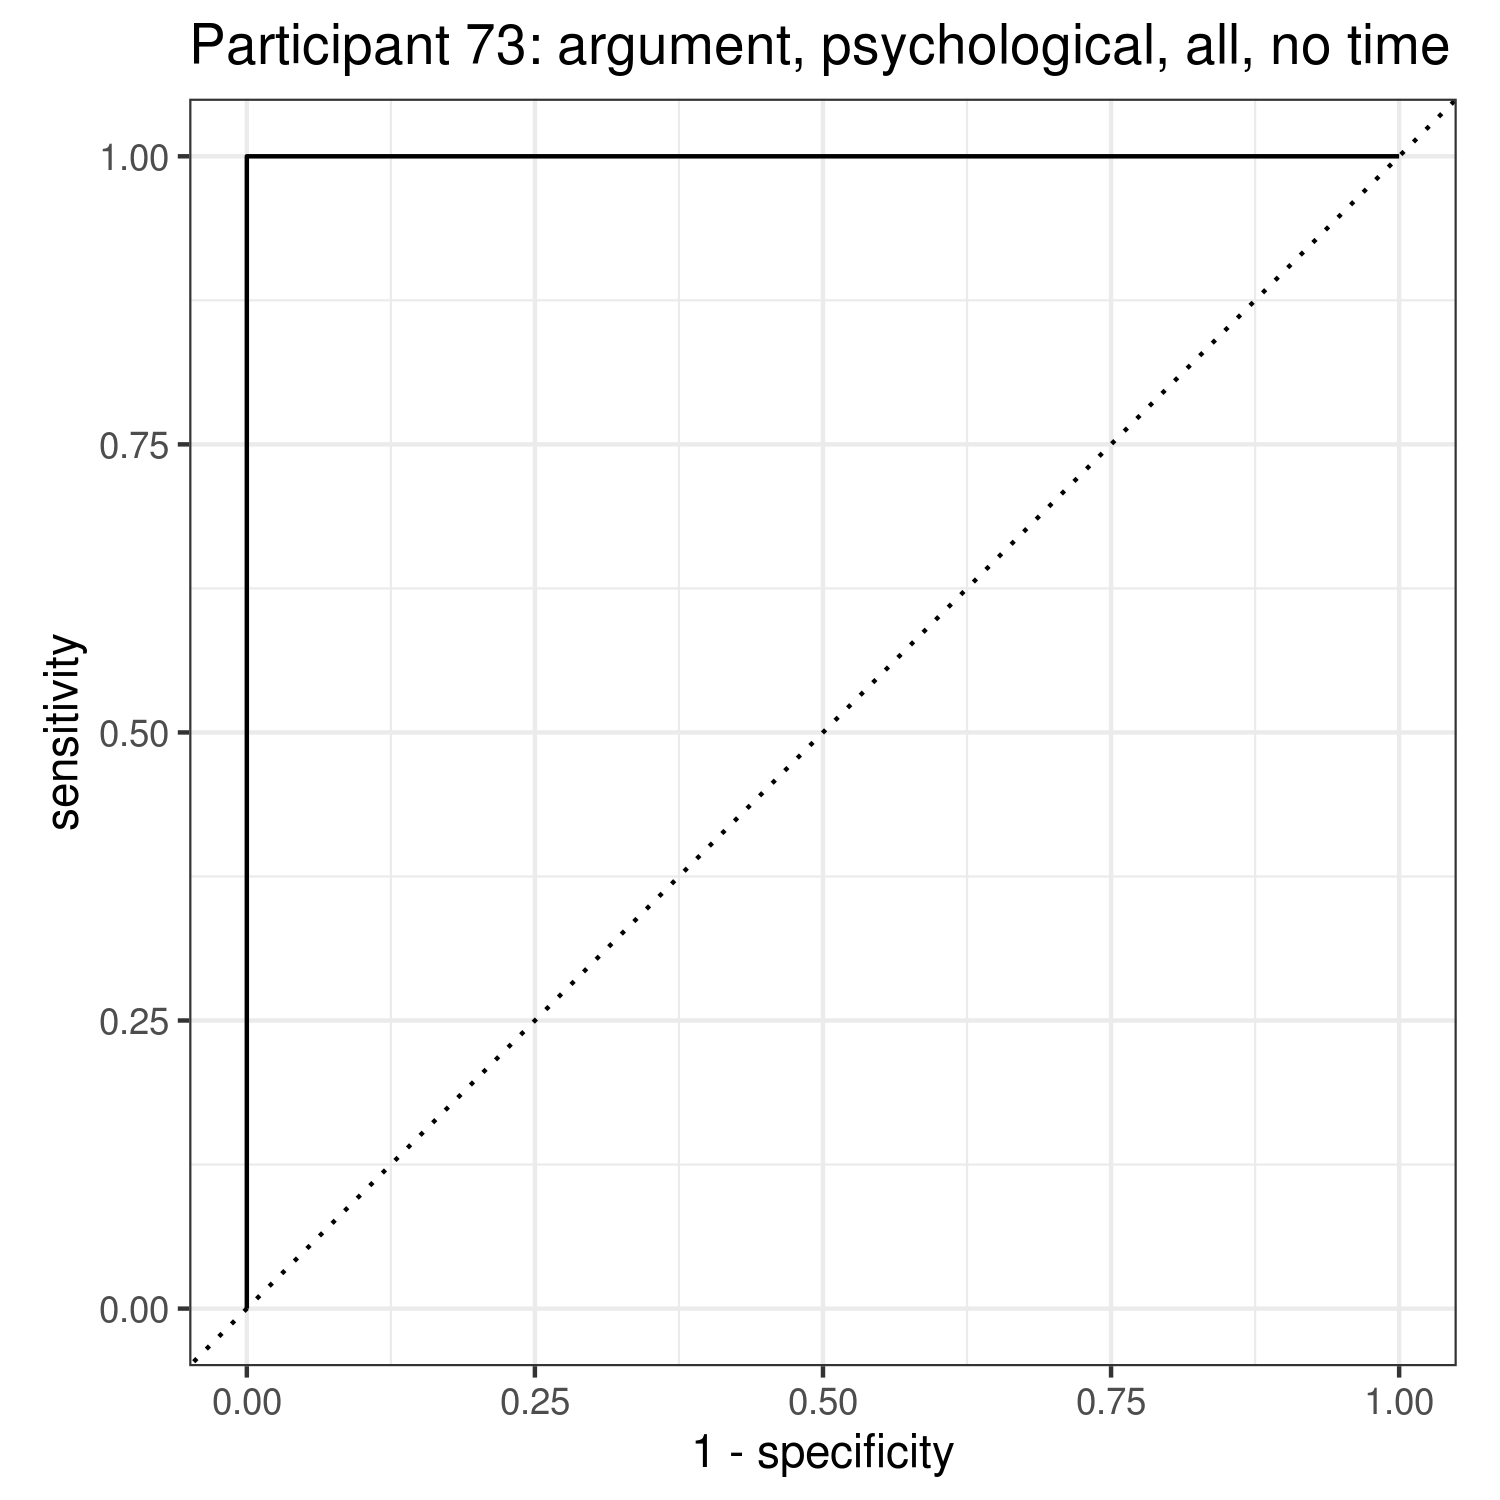 Participant 73: argument, psychological, all, no time
1.00
0.75
0.50
0.25
0.00
sensitivity
0.00 0.25 0.50 0.75 1.00
1 - specificity